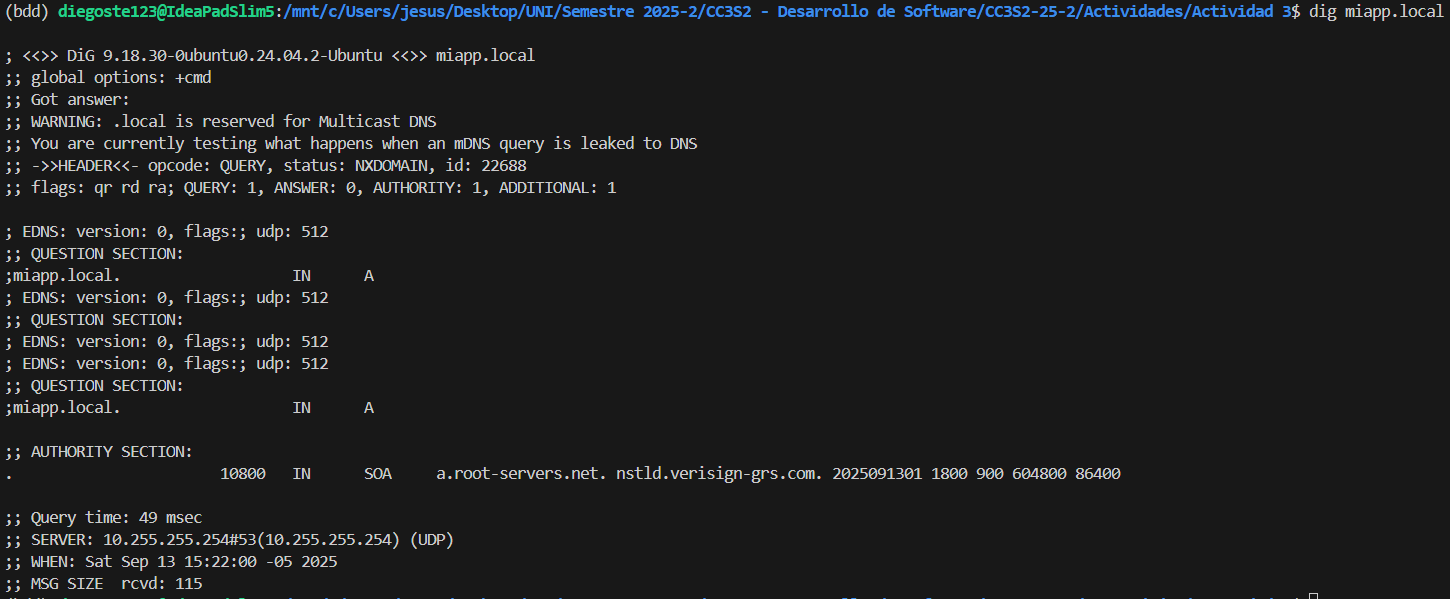 (bdd) diegoste123@IdeaPadSlim5:/mnt/c/Users/jesus/Desktop/UNI/Semestre 2025-2/CC3S2 - Desarrollo de Software/CC3S2-25-2/Actividades/Actividad 3$ dig miapp.local
; <<>> DiG 9.18.30-0ubuntu0.24.04.2-Ubuntu <<>> miapp.local
;; global options: +cmd
;; Got answer:
;; WARNING: .local is reserved for Multicast DNS
;; You are currently testing what happens when an mDNS query is leaked to DNS
;; ->>HEADER<<- opcode: QUERY, status: NXDOMAIN, id: 22688
;; flags: qr rd ra; QUERY: 1, ANSWER: 0, AUTHORITY: 1, ADDITIONAL: 1
; EDNS: version: 0, flags:; udp: 512
;; QUESTION SECTION:
;miapp.local. IN A
; EDNS: version: 0, flags:; udp: 512
;; QUESTION SECTION:
; EDNS: version: 0, flags:; udp: 512
; EDNS: version: 0, flags:; udp: 512
;; QUESTION SECTION:
;miapp.local. IN A
;; AUTHORITY SECTION:
. 10800 IN SOA a.root-servers.net. nstld.verisign-grs.com. 2025091301 1800 900 604800 86400
;; Query time: 49 msec
;; SERVER: 10.255.255.254#53(10.255.255.254) (UDP)
;; WHEN: Sat Sep 13 15:22:00 -05 2025
;; MSG SIZE rcvd: 115